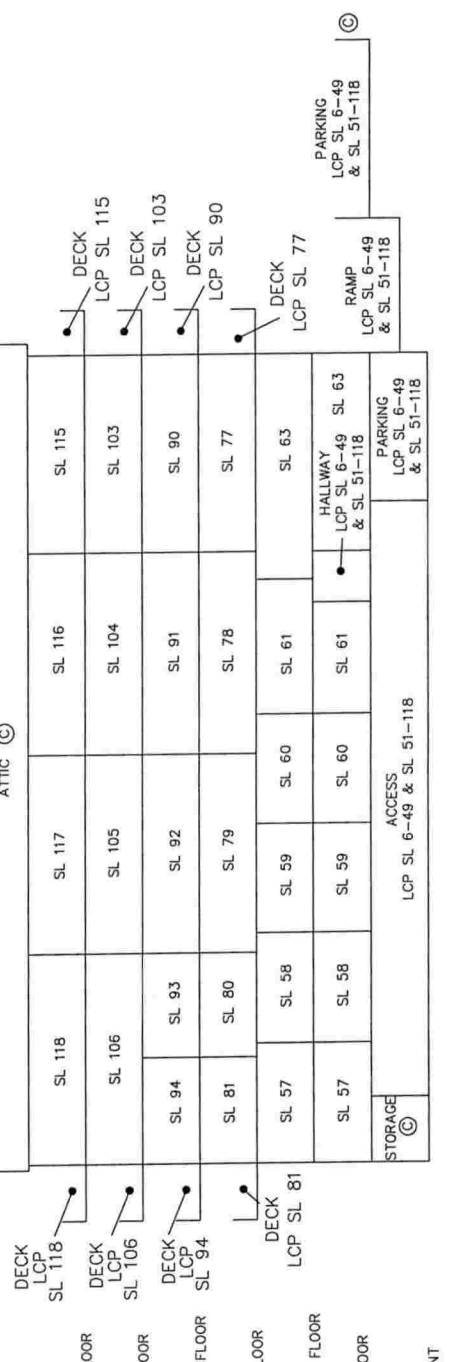 ATTIC ©
DECK
LCP
SL 118
SL 118
SL 117
SL 116
SL 115
DECK
LCP SL 115
OOR
DECK
LCP
SL 106
SL 106
SL 105
SL 104
SL 103
DECK
LCP SL 103
OOR
DECK
LCP
SL 94
SL 94
SL 93
SL 92
SL 91
SL 90
DECK
LCP SL 90
FLOOR
DECK
LCP SL 81
SL 81
SL 80
SL 79
SL 78
SL 77
DECK
LCP SL 77
OOR
SL 57
SL 58
SL 59
SL 60
SL 61
SL 63
FLOOR
SL 57
SL 58
SL 59
SL 60
SL 61
HALLWAY
LCP SL 6-49
& SL 51-118
SL 63
OOR
STORAGE
©
ACCESS
LCP SL 6-49 & SL 51-118
PARKING
LCP SL 6-49
& SL 51-118
RAMP
LCP SL 6-49
& SL 51-118
PARKING
LCP SL 6-49
& SL 51-118
©
NT